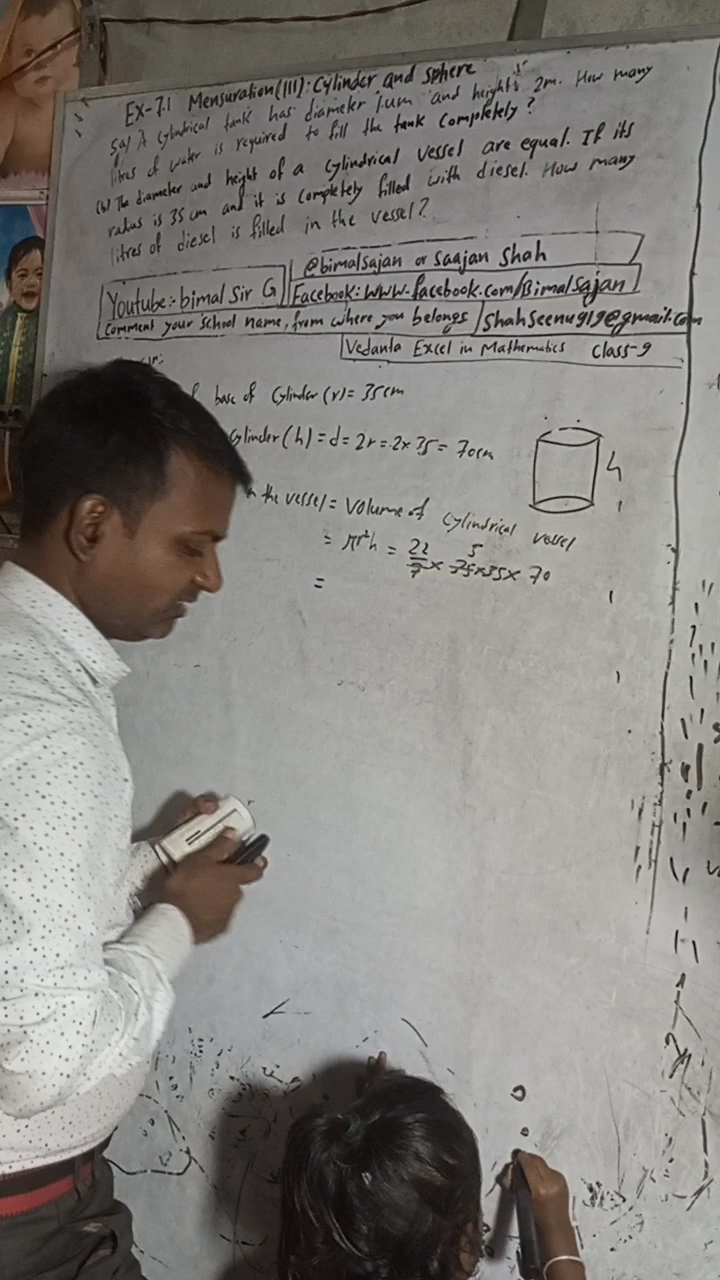 Ex-7.1 Mensuration(III): Cylinder and sphere
5a) A cylindrical tank has diameter and height is 2m. How many
litres of water is required to fill the tank completely?
(b) The diameter and height of a cylindrical vessel are equal. If its
radius is 35 cm and it is completely filled with diesel. How many
litres of diesel is filled in the vessel?
@bimalsajan or Saajan Shah
Youtube:- bimal Sir G
Facebook: www.facebook.com/Bimalsajan
Comment your school name, from where you belongs
Shahseenu919@gmail.com
Vedanta Excel in Mathematics Class-9
base of cylinder (r) = 35cm
cylinder (h) = d = 2r = 2×35 = 70cm
h
the vessel = volume of cylindrical vessel
= πr²h = 22/7 × 35×35× 70
5
=